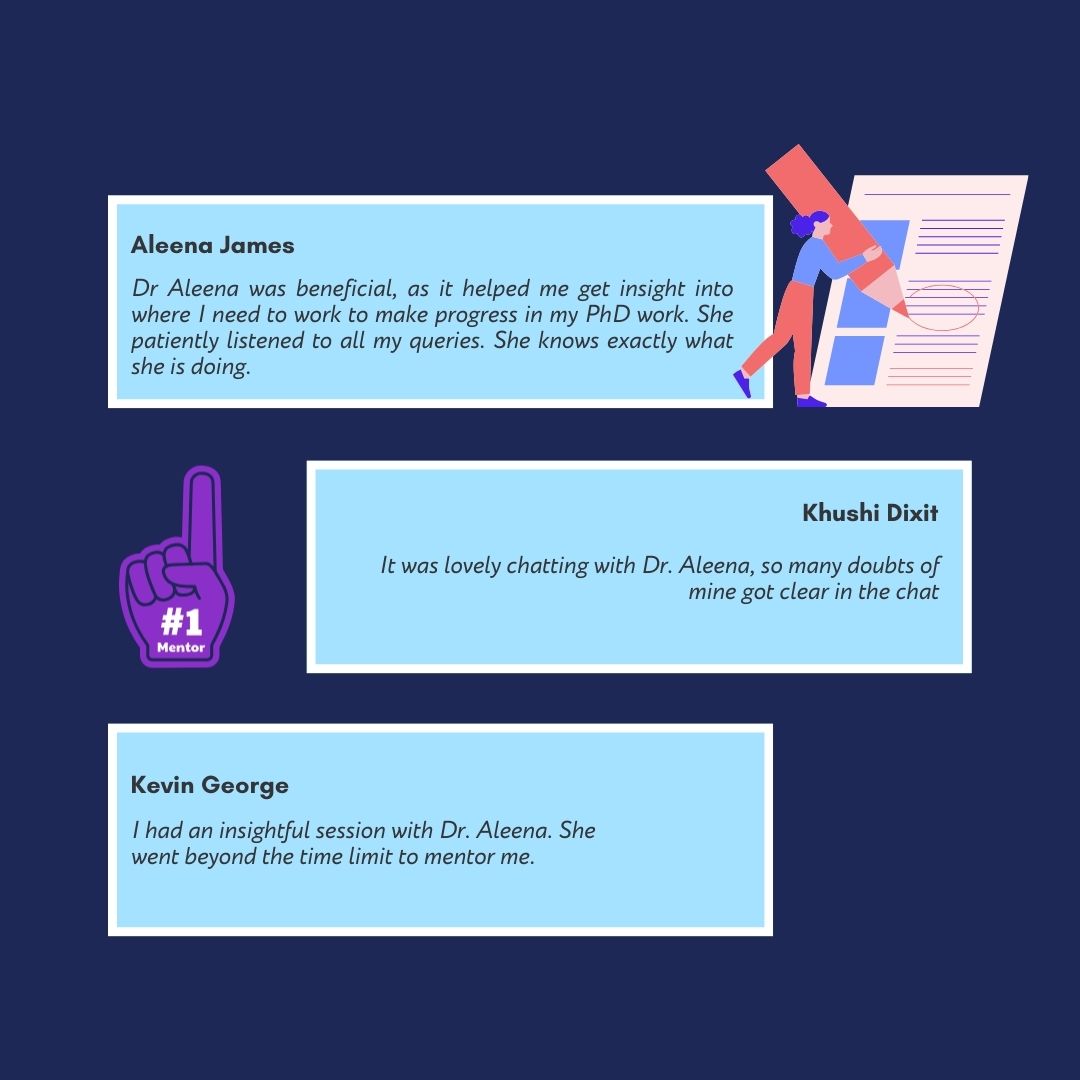 Aleena James
Dr Aleena was beneficial, as it helped me get insight into
where I need to work to make progress in my PhD work. She
patiently listened to all my queries. She knows exactly what
she is doing.
Khushi Dixit
It was lovely chatting with Dr. Aleena, so many doubts of
mine got clear in the chat
#1
Mentor
Kevin George
I had an insightful session with Dr. Aleena. She
went beyond the time limit to mentor me.